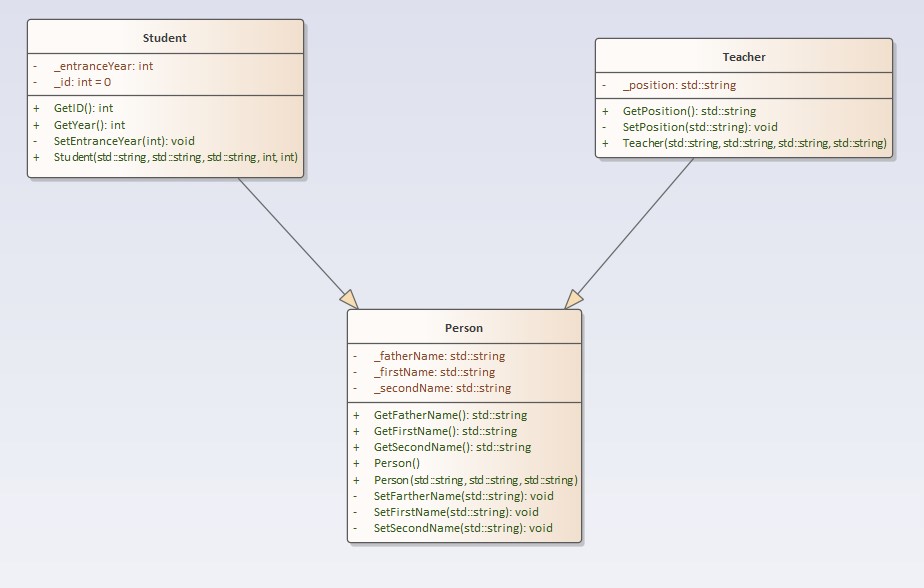 Student
- _entranceYear: int
- _id: int = 0
+ GetID(): int
+ GetYear(): int
- SetEntranceYear(int): void
+ Student(std::string, std::string, std::string, int, int)
Teacher
- _position: std::string
+ GetPosition(): std::string
- SetPosition(std::string): void
+ Teacher(std::string, std::string, std::string, std::string)
Person
- _fatherName: std::string
- _firstName: std::string
- _secondName: std::string
+ GetFatherName(): std::string
+ GetFirstName(): std::string
+ GetSecondName(): std::string
+ Person()
+ Person(std::string, std::string, std::string)
- SetFartherName(std::string): void
- SetFirstName(std::string): void
- SetSecondName(std::string): void